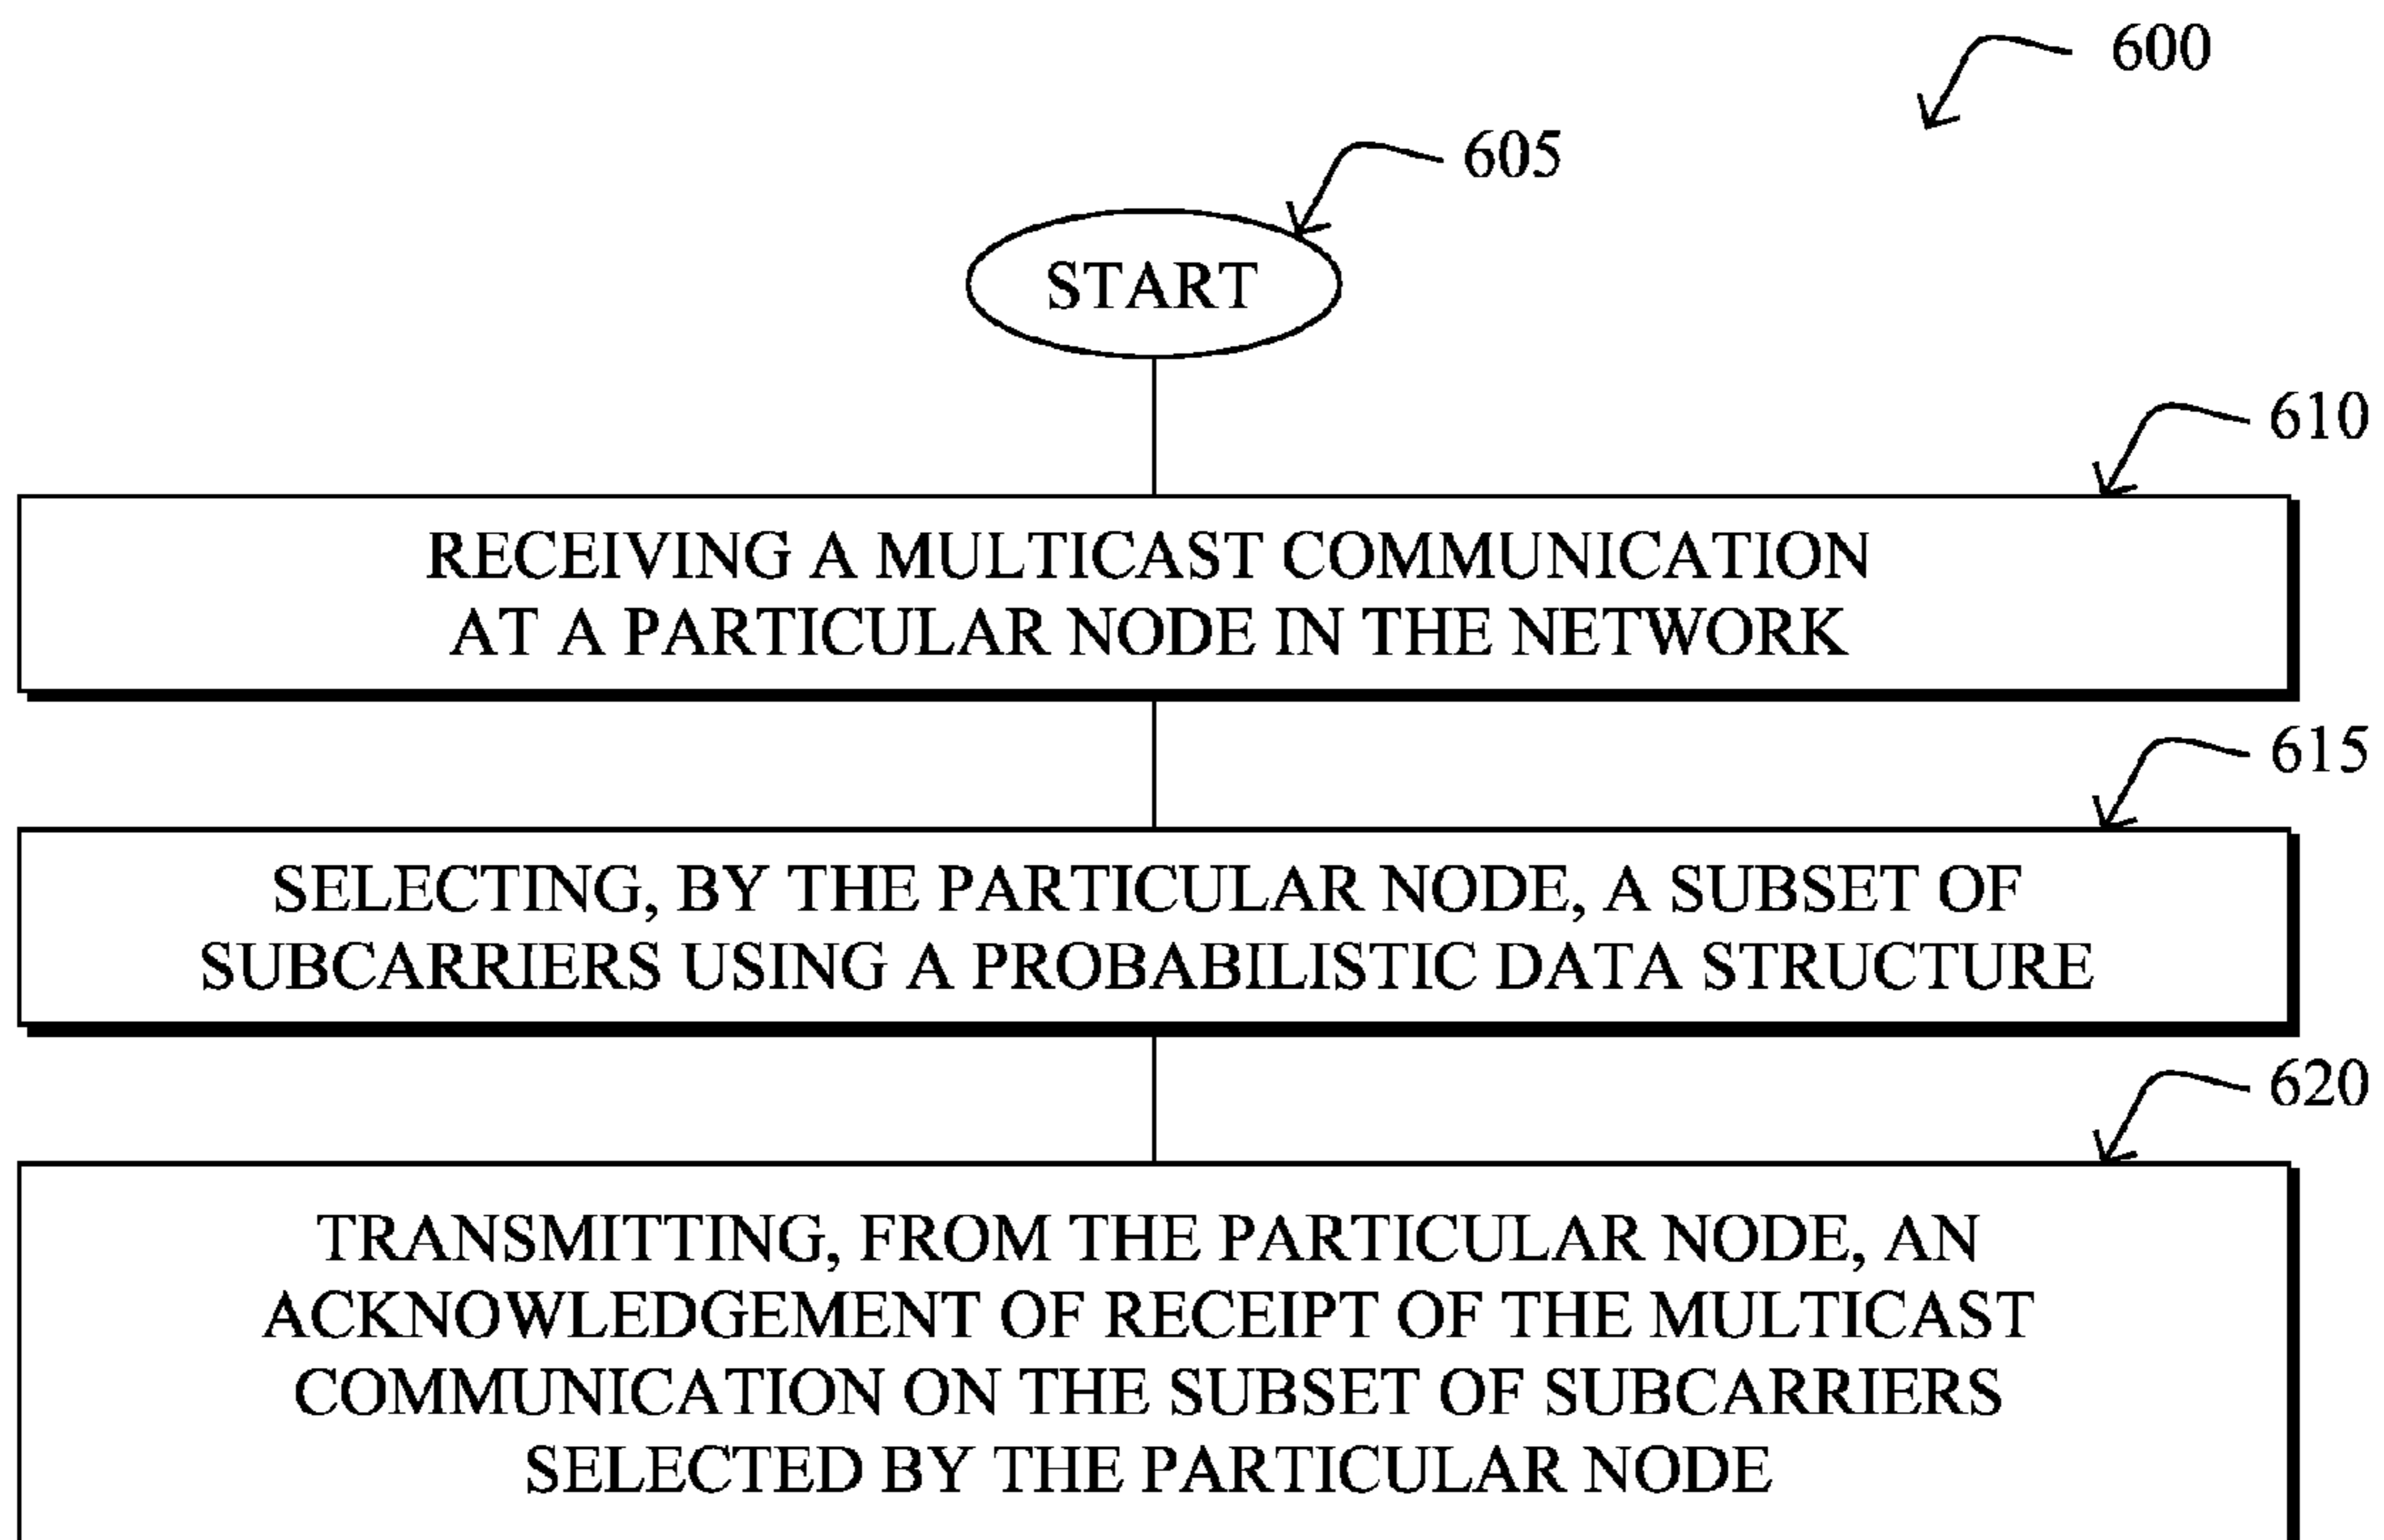 600
605
START
610
RECEIVING A MULTICAST COMMUNICATION
AT A PARTICULAR NODE IN THE NETWORK
615
SELECTING, BY THE PARTICULAR NODE, A SUBSET OF
SUBCARRIERS USING A PROBABILISTIC DATA STRUCTURE
620
TRANSMITTING, FROM THE PARTICULAR NODE, AN
ACKNOWLEDGEMENT OF RECEIPT OF THE MULTICAST
COMMUNICATION ON THE SUBSET OF SUBCARRIERS
SELECTED BY THE PARTICULAR NODE